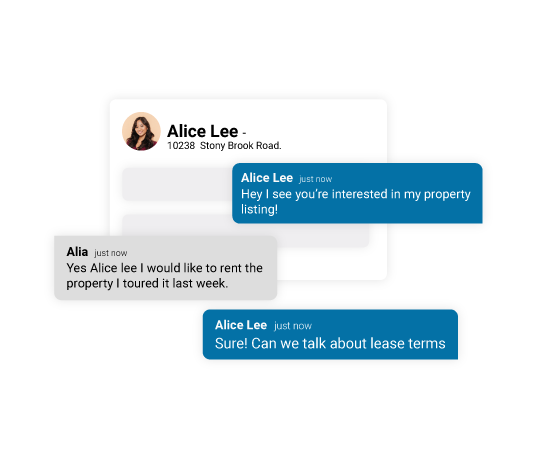 Alice Lee -
10238 Stony Brook Road.
Alice Lee just now
Hey I see you're interested in my property
listing!
Alia just now
Yes Alice lee I would like to rent the
property I toured it last week.
Alice Lee just now
Sure! Can we talk about lease terms